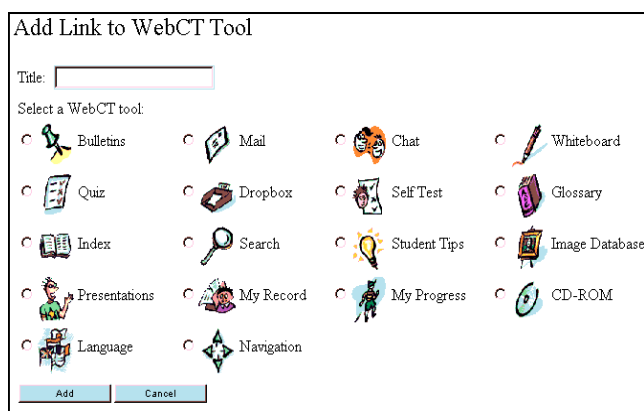 Add Link to WebCT Tool
Title:
Select a WebCT tool:
Bulletins Mail Chat Whiteboard
Quiz Dropbox Self Test Glossary
Index Search Student Tips Image Database
Presentations My Record My Progress CD-ROM
Language Navigation
Add Cancel